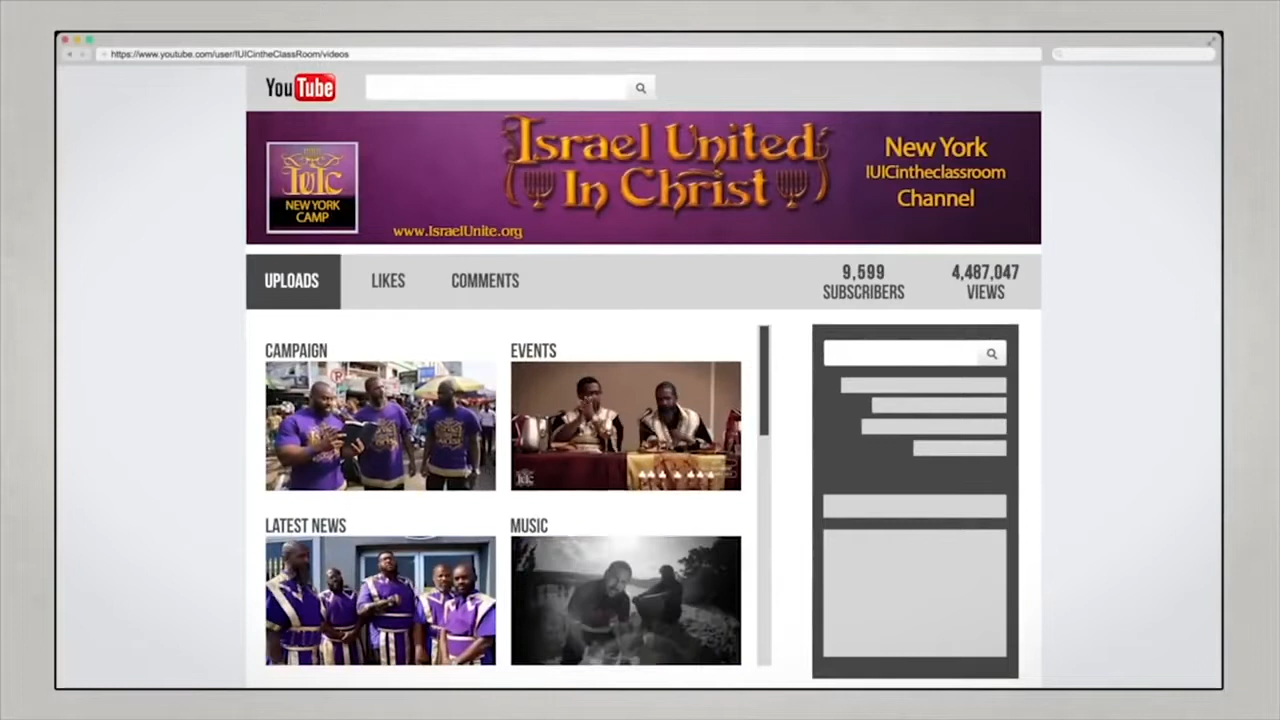 https://www.youtube.com/user/IUICintheClassRoom/videos
YouTube
Israel United
In Christ
New York
IUICintheclassroom
Channel
IUIC
NEW YORK
CAMP
www.IsraelUnite.org
UPLOADS
LIKES
COMMENTS
9,599
SUBSCRIBERS
4,487,047
VIEWS
CAMPAIGN
EVENTS
LATEST NEWS
MUSIC